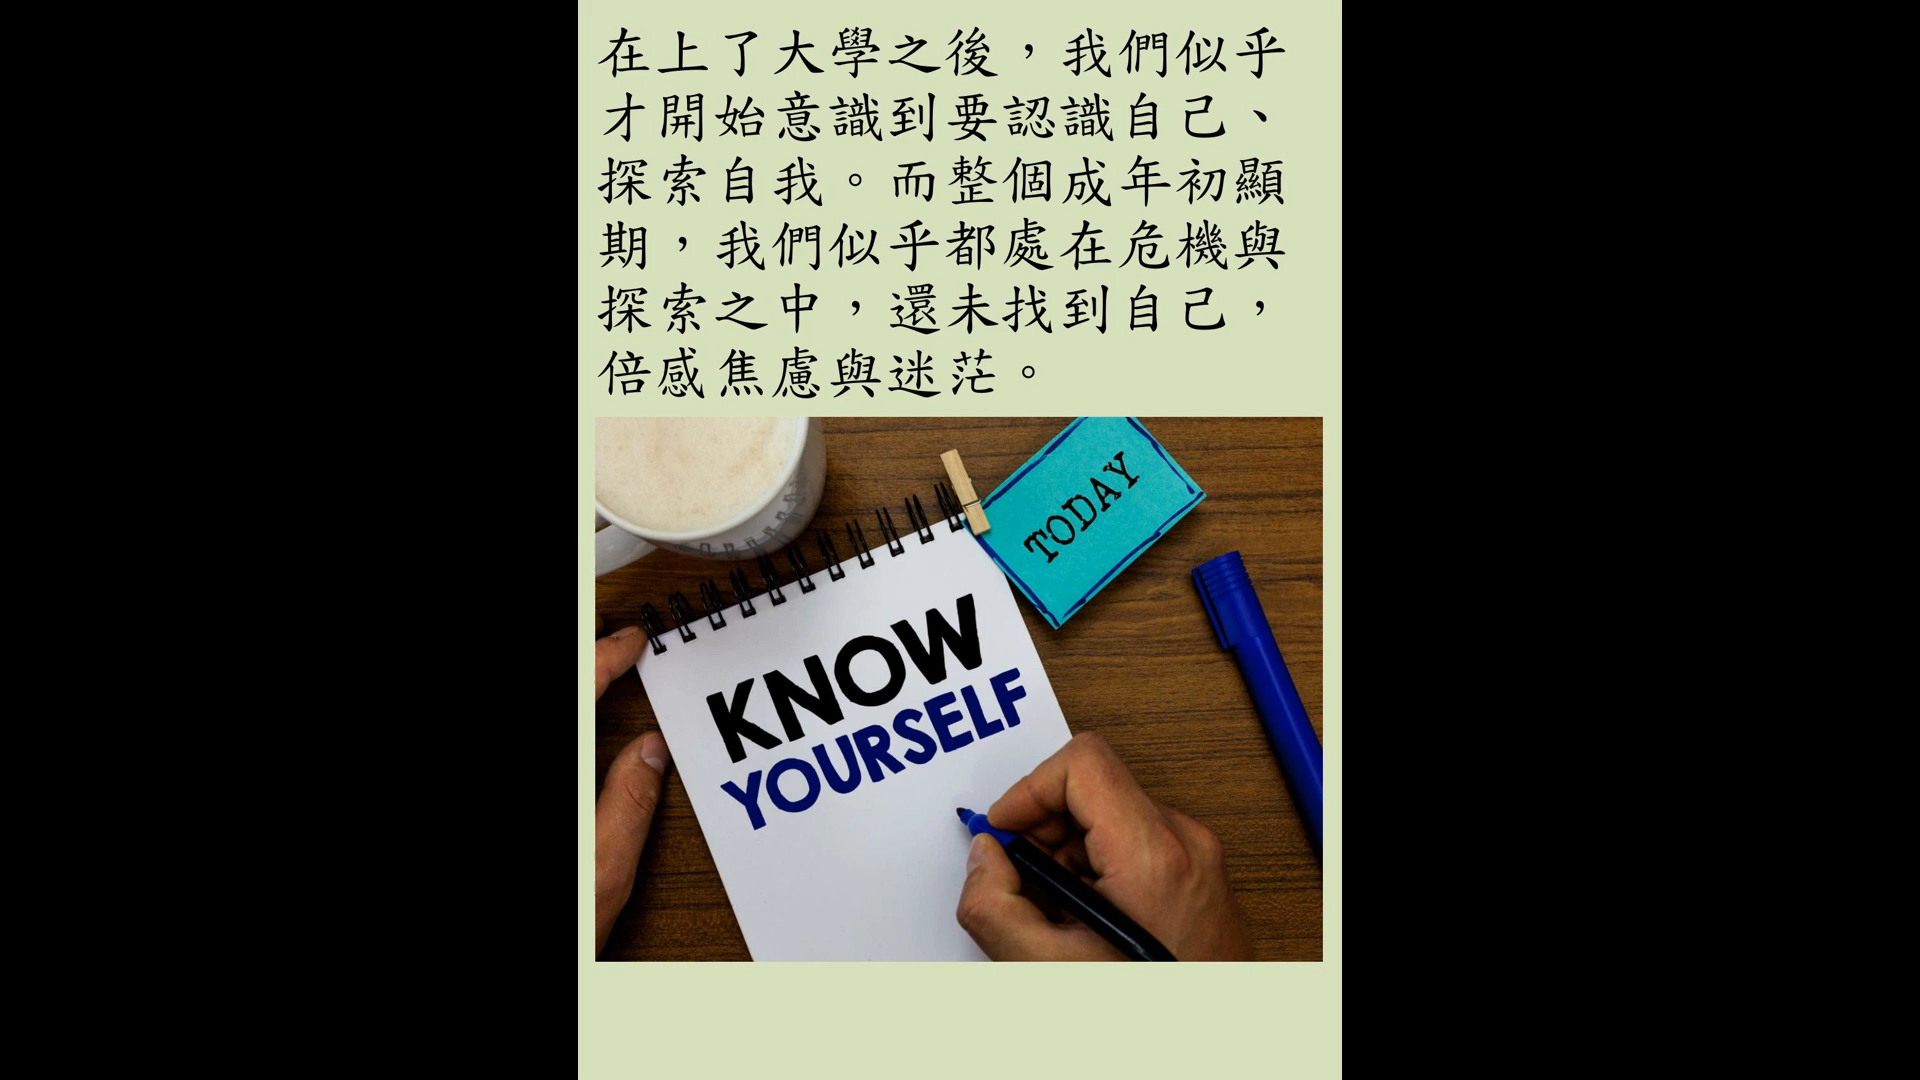 在上了大學之後，我們似乎
才開始意識到要認識自己、
探索自我。而整個成年初顯
期，我們似乎都處在危機與
探索之中，還未找到自己，
倍感焦慮與迷茫。
TODAY
KNOW
YOURSELF